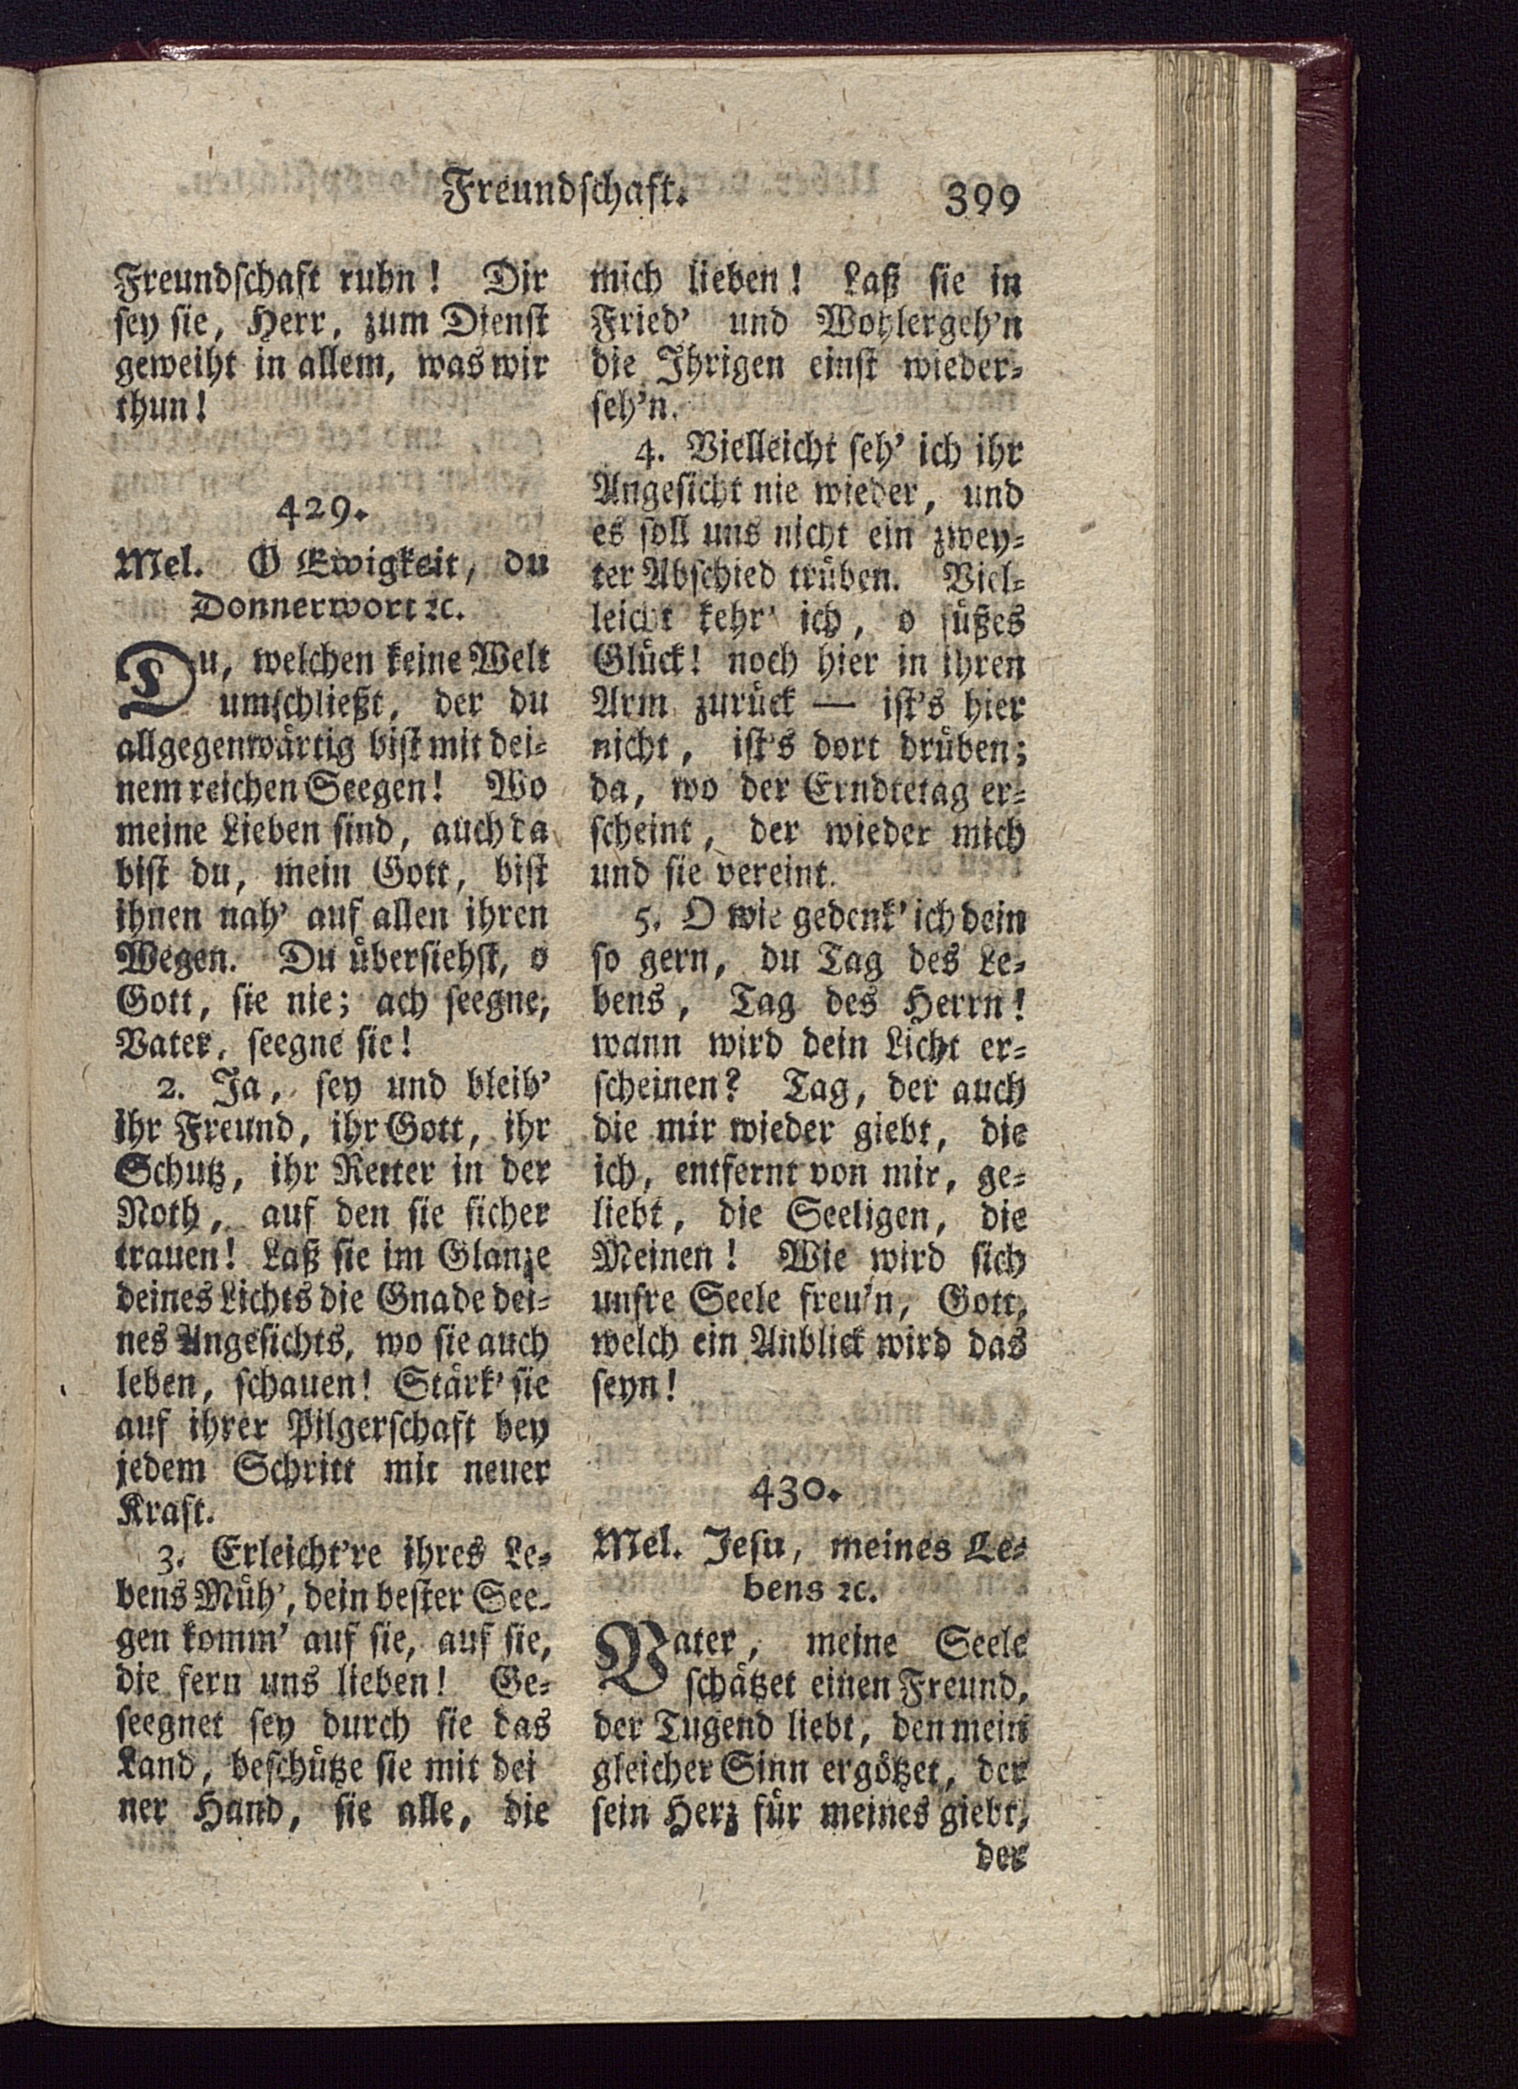 Freundschaft. 399
Freundschaft ruhn! Dir
sey sie, Herr, zum Dienst
geweiht in allem, was wir
thun!
429.
Mel. O Ewigkeit, du
Donnerwort ꝛc.
Du, welchen keine Welt
umschließt, der du
allgegenwärtig bist mit dei-
nem reichen Seegen! Wo
meine Lieben sind, auch da
bist du, mein Gott, bist
ihnen nah' auf allen ihren
Wegen. Du übersiehst, o
Gott, sie nie; ach seegne,
Vater, seegne sie!
2. Ja, sey und bleib'
ihr Freund, ihr Gott, ihr
Schutz, ihr Retter in der
Noth, auf den sie sicher
trauen! Laß sie im Glanze
deines Lichts die Gnade dei-
nes Angesichts, wo sie auch
leben, schauen! Stärk' sie
auf ihrer Pilgerschaft bey
jedem Schritt mit neuer
Kraft.
3. Erleicht're ihres Le-
bens Müh', dein bester See-
gen komm' auf sie, auf sie,
die fern uns lieben! Ge-
seegnet sey durch sie das
Land, beschütze sie mit dei
ner Hand, sie alle, die
mich lieben! Laß sie in
Fried' und Wohlergeh'n
die Ihrigen einst wieder-
seh'n.
4. Vielleicht seh' ich ihr
Angesicht nie wieder, und
es soll uns nicht ein zwey-
ter Abschied trüben. Viel-
leicht kehr' ich, o süßes
Glück! noch hier in ihren
Arm zurück — ist's hier
nicht, ist's dort drüben;
da, wo der Erndtetag er-
scheint, der wieder mich
und sie vereint.
5. O wie gedenk' ich dein
so gern, du Tag des Le-
bens, Tag des Herrn!
wann wird dein Licht er-
scheinen? Tag, der auch
die mir wieder giebt, die
ich, entfernt von mir, ge-
liebt, die Seeligen, die
Meinen! Wie wird sich
unsre Seele freu'n, Gott,
welch ein Anblick wird das
seyn!
430.
Mel. Jesu, meines Le-
bens ꝛc.
Vater, meine Seele
schätzet einen Freund,
der Tugend liebt, den mein
gleicher Sinn ergötzet, der
sein Herz für meines giebt,
der